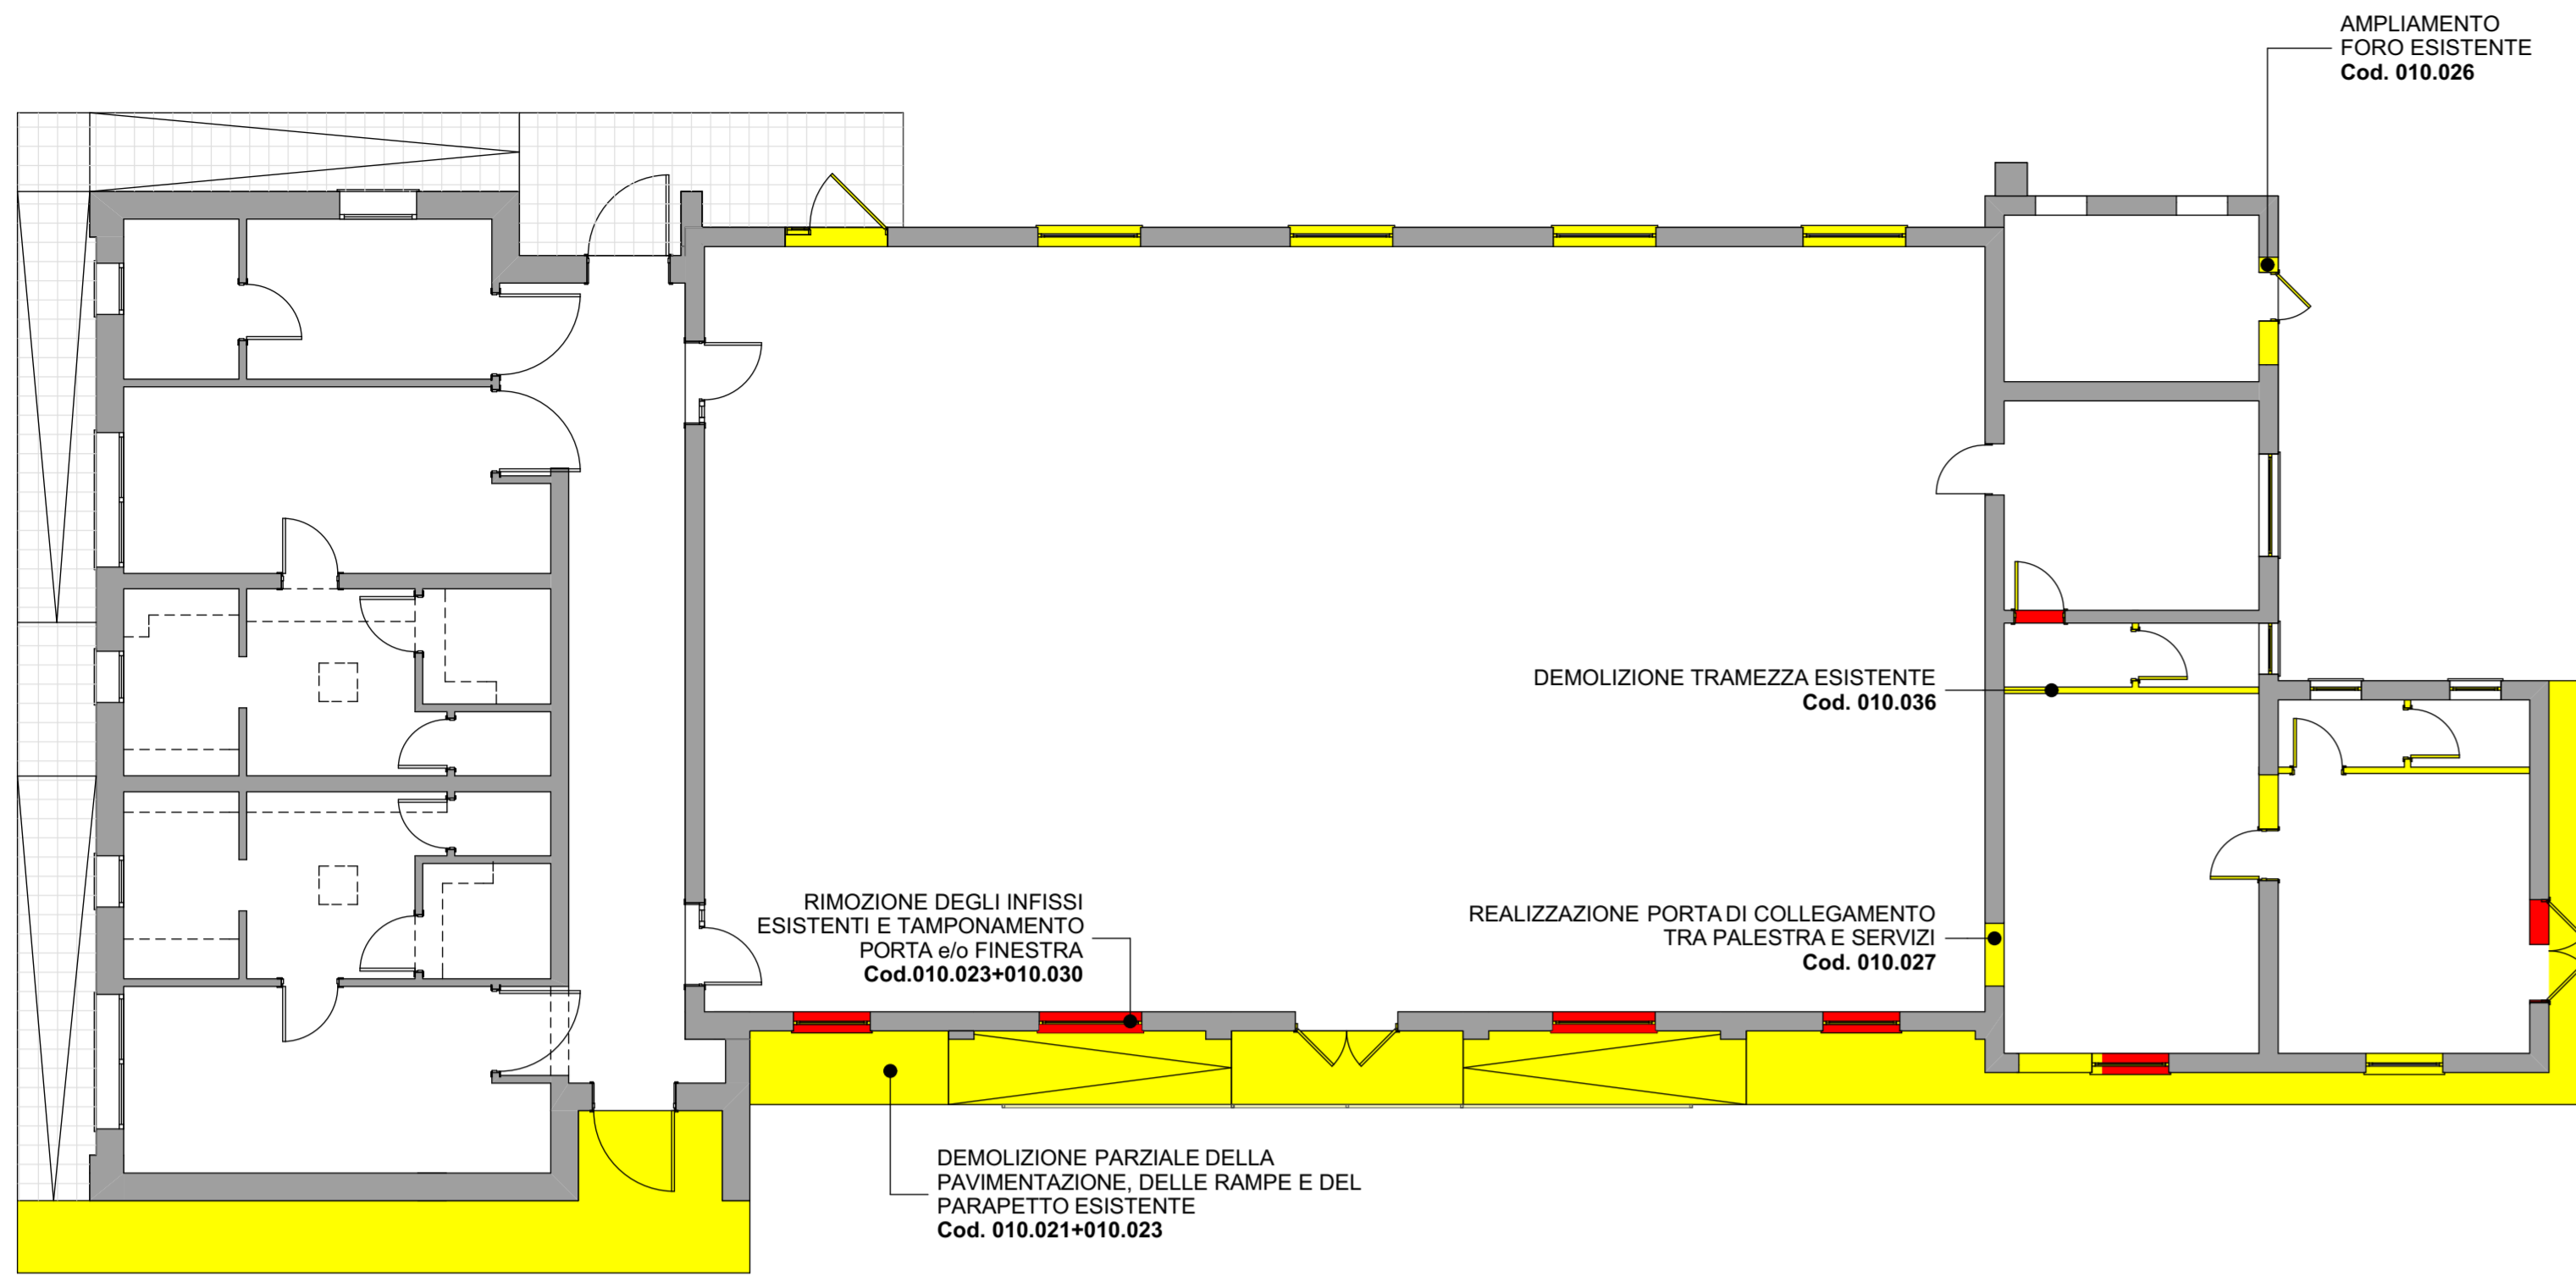 AMPLIAMENTO
FORO ESISTENTE
Cod. 010.026
DEMOLIZIONE TRAMEZZA ESISTENTE
Cod. 010.036
RIMOZIONE DEGLI INFISSI
ESISTENTI E TAMPONAMENTO
PORTA e/o FINESTRA
Cod.010.023+010.030
REALIZZAZIONE PORTA DI COLLEGAMENTO
TRA PALESTRA E SERVIZI
Cod. 010.027
DEMOLIZIONE PARZIALE DELLA
PAVIMENTAZIONE, DELLE RAMPE E DEL
PARAPETTO ESISTENTE
Cod. 010.021+010.023